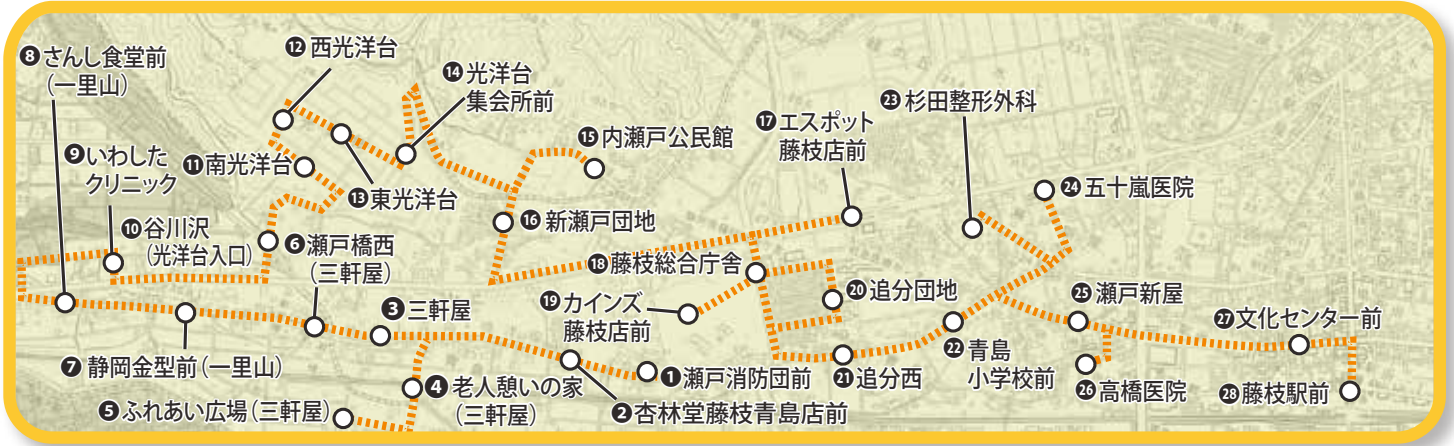 ❽さんし食堂前
(一里山)
❾いわした
クリニック
❿谷川沢
(光洋台入口)
⓫南光洋台
⓬西光洋台
⓭東光洋台
⓮光洋台
集会所前
⓯内瀬戸公民館
⓰新瀬戸団地
⓱エスポット
藤枝店前
⓲藤枝総合庁舎
⓳カインズ
藤枝店前
⓴追分団地
㉑追分西
㉒青島
小学校前
㉓杉田整形外科
㉔五十嵐医院
㉕瀬戸新屋
㉖高橋医院
㉗文化センター前
㉘藤枝駅前
❻瀬戸橋西
(三軒屋)
❸三軒屋
❼静岡金型前(一里山)
❺ふれあい広場(三軒屋)
❹老人憩いの家
(三軒屋)
❶瀬戸消防団前
❷杏林堂藤枝青島店前